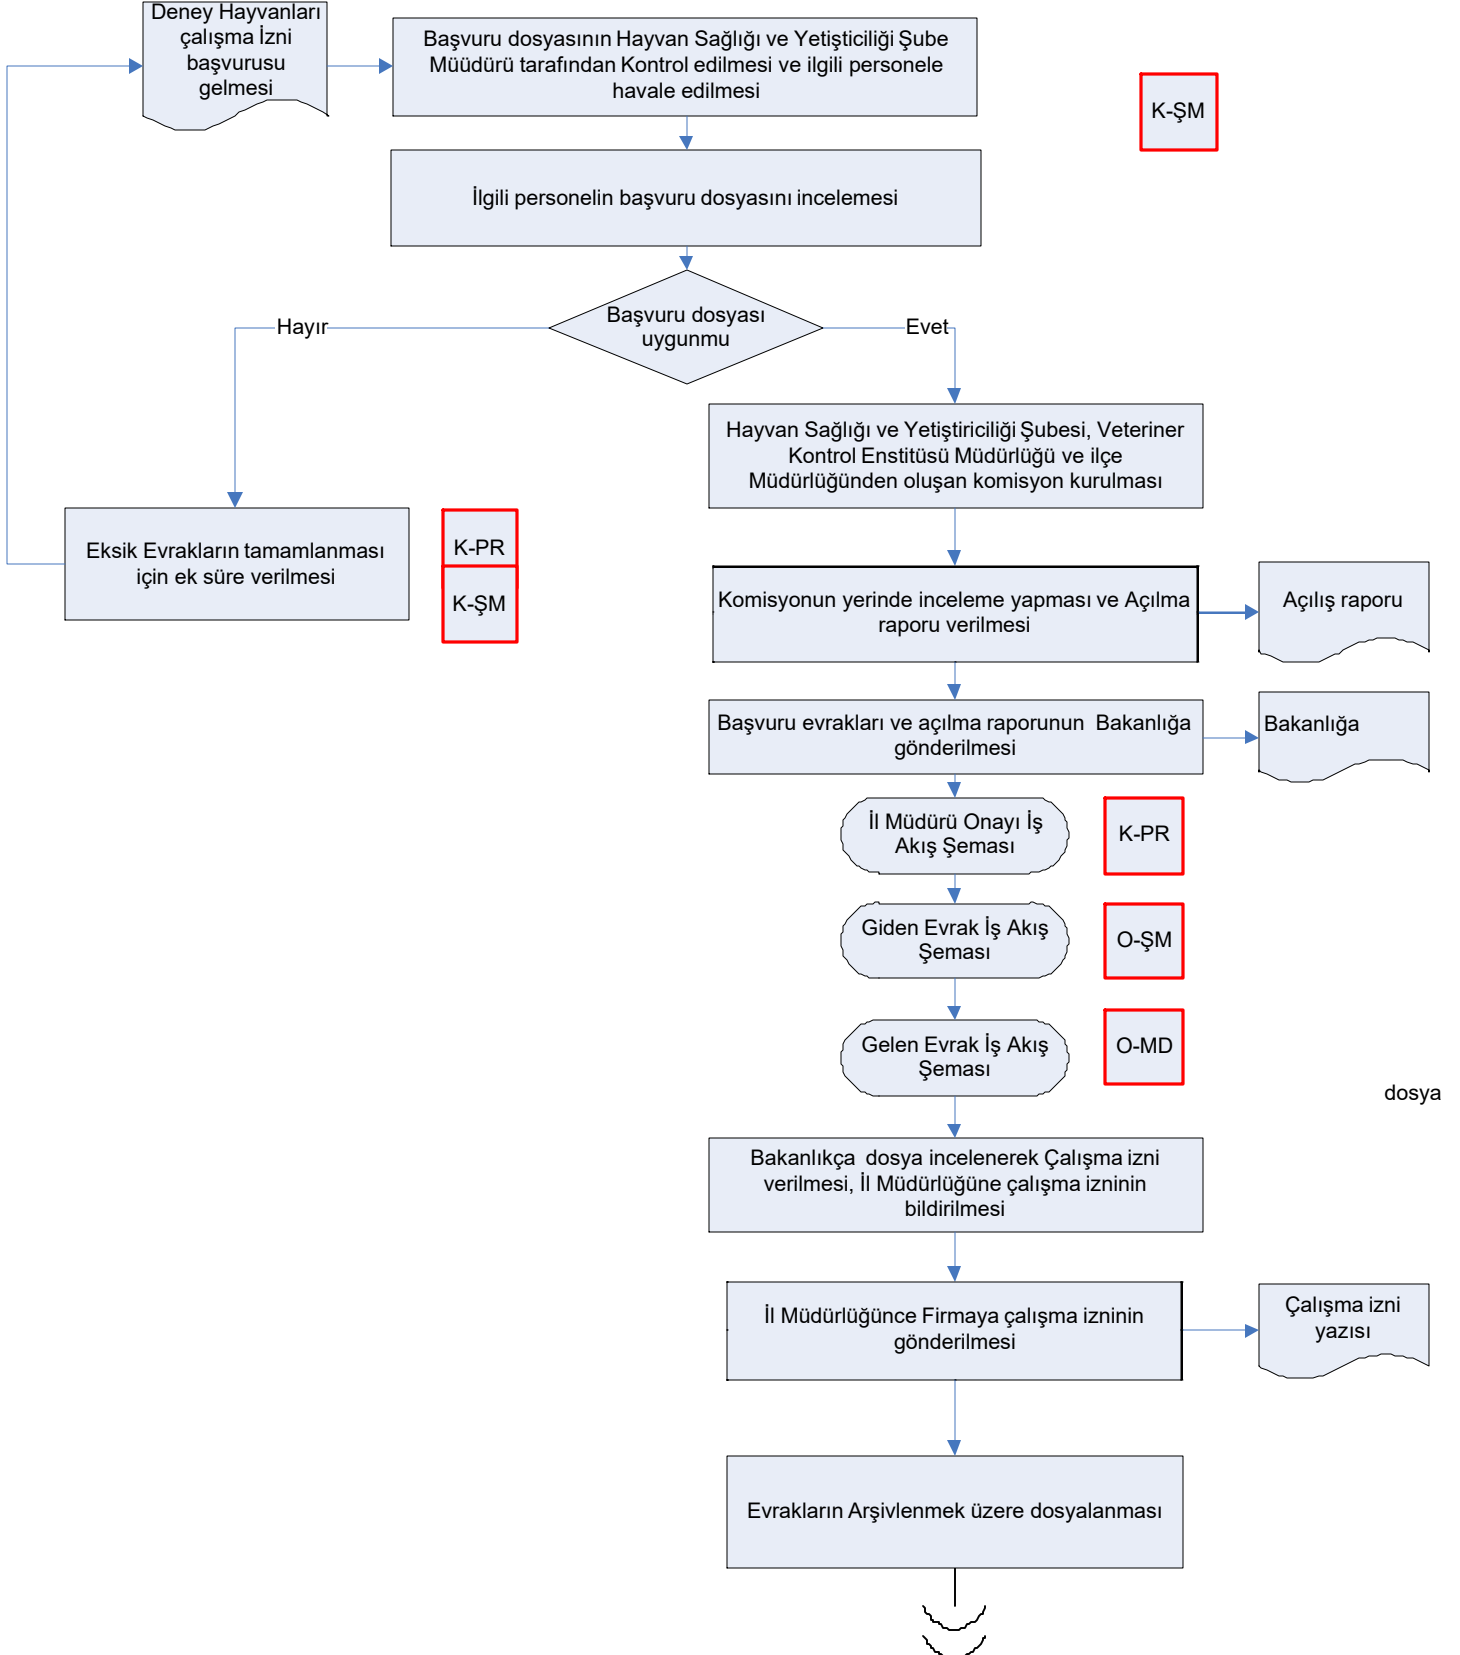 Deney Hayvanları
çalışma İzni
başvurusu
gelmesi
Başvuru dosyasının Hayvan Sağlığı ve Yetişticiliği Şube
Müüdürü tarafından Kontrol edilmesi ve ilgili personele
havale edilmesi
K-ŞM
İlgili personelin başvuru dosyasını incelemesi
Başvuru dosyası
uygunmu
Hayır
Evet
Hayvan Sağlığı ve Yetiştiriciliği Şubesi, Veteriner
Kontrol Enstitüsü Müdürlüğü ve ilçe
Müdürlüğünden oluşan komisyon kurulması
Eksik Evrakların tamamlanması
için ek süre verilmesi
K-PR
K-ŞM
Komisyonun yerinde inceleme yapması ve Açılma
raporu verilmesi
Açılış raporu
Başvuru evrakları ve açılma raporunun  Bakanlığa
gönderilmesi
Bakanlığa
İl Müdürü Onayı İş
Akış Şeması
K-PR
Giden Evrak İş Akış
Şeması
O-ŞM
Gelen Evrak İş Akış
Şeması
O-MD
dosya
Bakanlıkça  dosya incelenerek Çalışma izni
verilmesi, İl Müdürlüğüne çalışma izninin
bildirilmesi
İl Müdürlüğünce Firmaya çalışma izninin
gönderilmesi
Çalışma izni
yazısı
Evrakların Arşivlenmek üzere dosyalanması